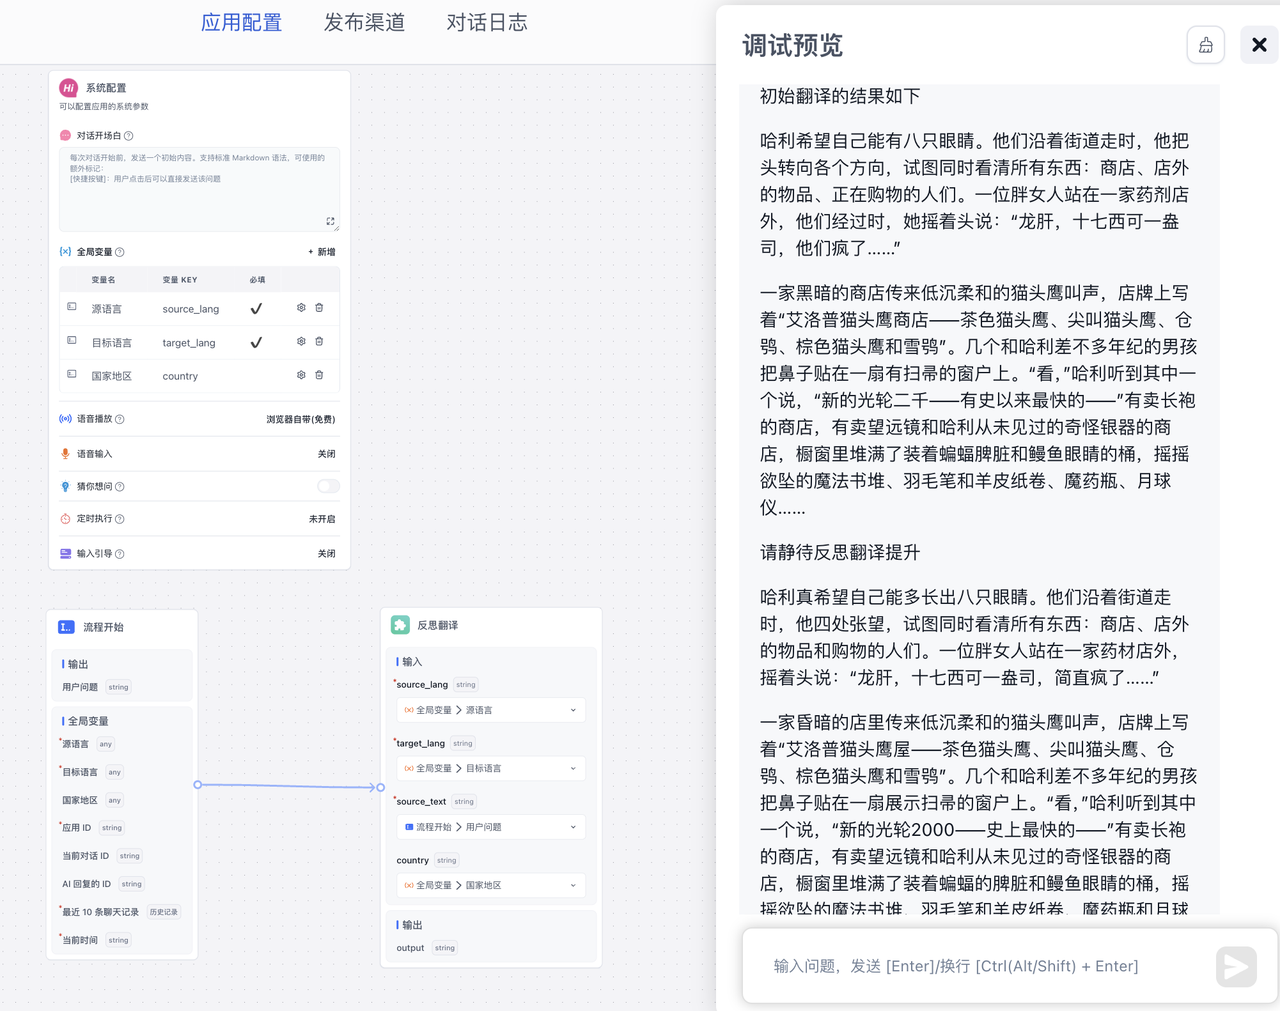 应用配置
发布渠道
对话日志
Hi
系统配置
可以配置应用的系统参数
对话开场白
每次对话开始前，发送一个初始内容。支持标准 Markdown 语法，可使用的
额外标记：
[快捷按键]：用户点击后可以直接发送该问题
全局变量
+ 新增
变量名 变量 KEY 必填
源语言 source_lang
目标语言 target_lang
国家地区 country
语音播放
浏览器自带(免费)
语音输入
关闭
猜你想问
定时执行
未开启
输入引导
关闭
流程开始
输出
用户问题 string
全局变量
*源语言 any
*目标语言 any
国家地区 any
*应用 ID string
当前对话 ID string
AI 回复的 ID string
*最近 10 条聊天记录 历史记录
*当前时间 string
反思翻译
输入
*source_lang string
全局变量 > 源语言
*target_lang string
全局变量 > 目标语言
*source_text string
流程开始 > 用户问题
country string
全局变量 > 国家地区
输出
output string
调试预览
初始翻译的结果如下
哈利希望自己能有八只眼睛。他们沿着街道走时，他把
头转向各个方向，试图同时看清所有东西：商店、店外
的物品、正在购物的人们。一位胖女人站在一家药剂店
外，他们经过时，她摇着头说：“龙肝，十七西可一盎
司，他们疯了……”
一家黑暗的商店传来低沉柔和的猫头鹰叫声，店牌上写
着“艾洛普猫头鹰商店——茶色猫头鹰、尖叫猫头鹰、仓
鸮、棕色猫头鹰和雪鸮”。几个和哈利差不多年纪的男孩
把鼻子贴在一扇有扫帚的窗户上。“看，”哈利听到其中一
个说，“新的光轮二千——有史以来最快的——”有卖长袍
的商店，有卖望远镜和哈利从未见过的奇怪银器的商
店，橱窗里堆满了装着蝙蝠脾脏和鳗鱼眼睛的桶，摇摇
欲坠的魔法书堆、羽毛笔和羊皮纸卷、魔药瓶、月球
仪……
请静待反思翻译提升
哈利真希望自己能多长出八只眼睛。他们沿着街道走
时，他四处张望，试图同时看清所有东西：商店、店外
的物品和购物的人们。一位胖女人站在一家药材店外，
摇着头说：“龙肝，十七西可一盎司，简直疯了……”
一家昏暗的店里传来低沉柔和的猫头鹰叫声，店牌上写
着“艾洛普猫头鹰屋——茶色猫头鹰、尖叫猫头鹰、仓
鸮、棕色猫头鹰和雪鸮”。几个和哈利差不多年纪的男孩
把鼻子贴在一扇展示扫帚的窗户上。“看，”哈利听到其中
一个说，“新的光轮2000——史上最快的——”有卖长袍
的商店，有卖望远镜和哈利从未见过的奇怪银器的商
店，橱窗里堆满了装着蝙蝠的脾脏和鳗鱼眼睛的桶，摇
摇欲坠的魔法书堆、羽毛笔和羊皮纸卷、魔药瓶和月球
输入问题，发送 [Enter]/换行 [Ctrl(Alt/Shift) + Enter]